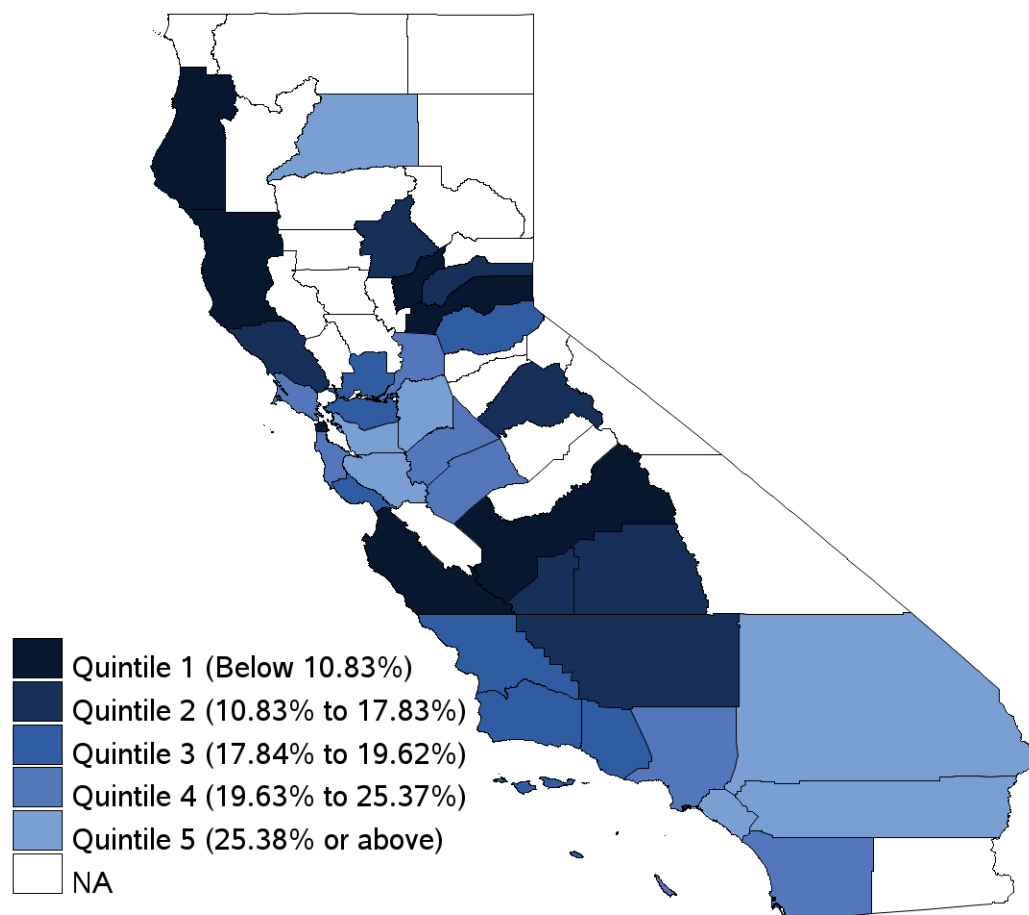 Quintile 1 (Below 10.83%)
Quintile 2 (10.83% to 17.83%)
Quintile 3 (17.84% to 19.62%)
Quintile 4 (19.63% to 25.37%)
Quintile 5 (25.38% or above)
NA